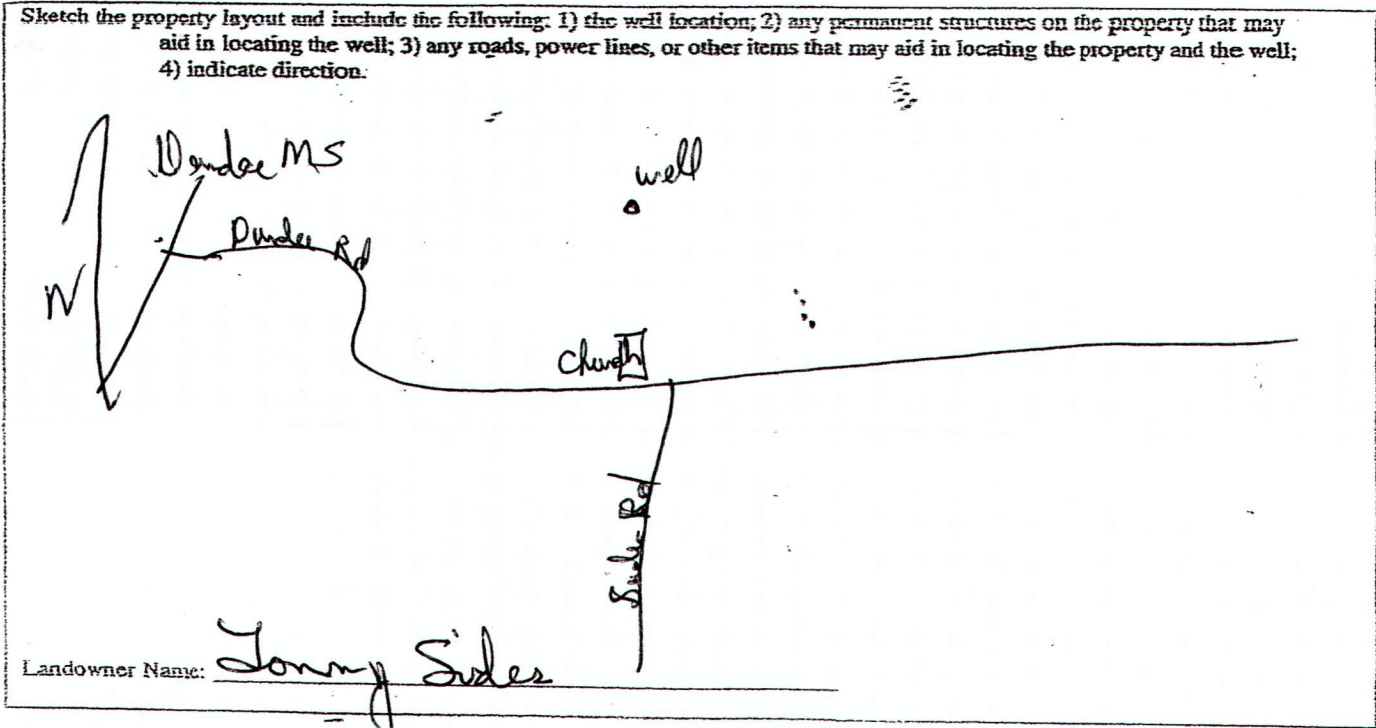 Sketch the property layout and include the following: 1) the well location; 2) any permanent structures on the property that may
aid in locating the well; 3) any roads, power lines, or other items that may aid in locating the property and the well;
4) indicate direction.
Dundee MS
well
Dundee Rd
N
Church
Rd
Landowner Name: Tommy Sides